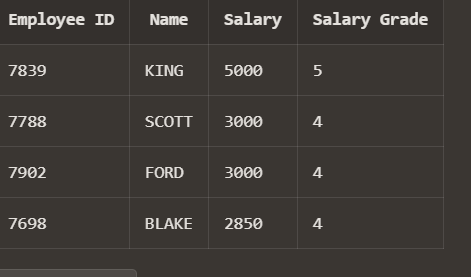 Employee ID Name Salary Salary Grade
7839 KING 5000 5
7788 SCOTT 3000 4
7902 FORD 3000 4
7698 BLAKE 2850 4